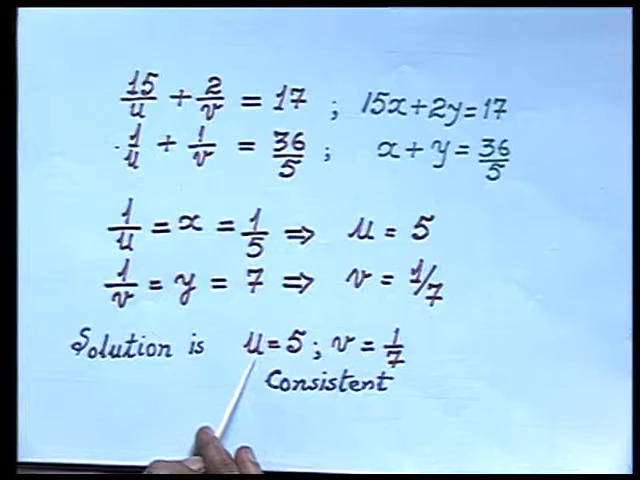 15/u + 2/v = 17 ; 15x+2y=17
1/u + 1/v = 36/5 ; x+y=36/5
1/u = x = 1/5 ⇒ u = 5
1/v = y = 7 ⇒ v = 1/7
Solution is u=5; v=1/7
Consistent